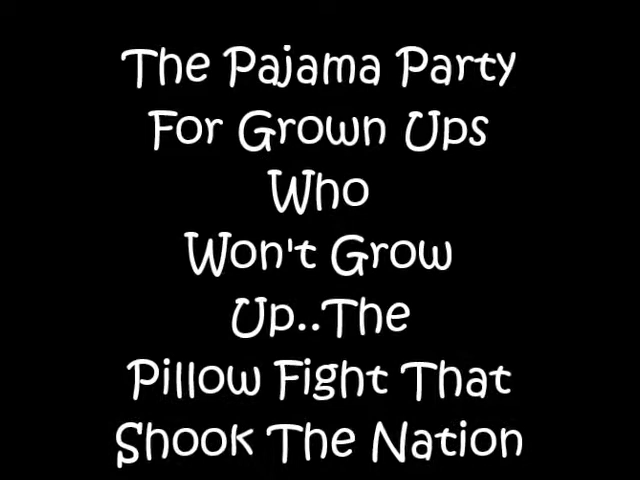 The Pajama Party
For Grown Ups
Who
Won't Grow
Up..The
Pillow Fight That
Shook The Nation